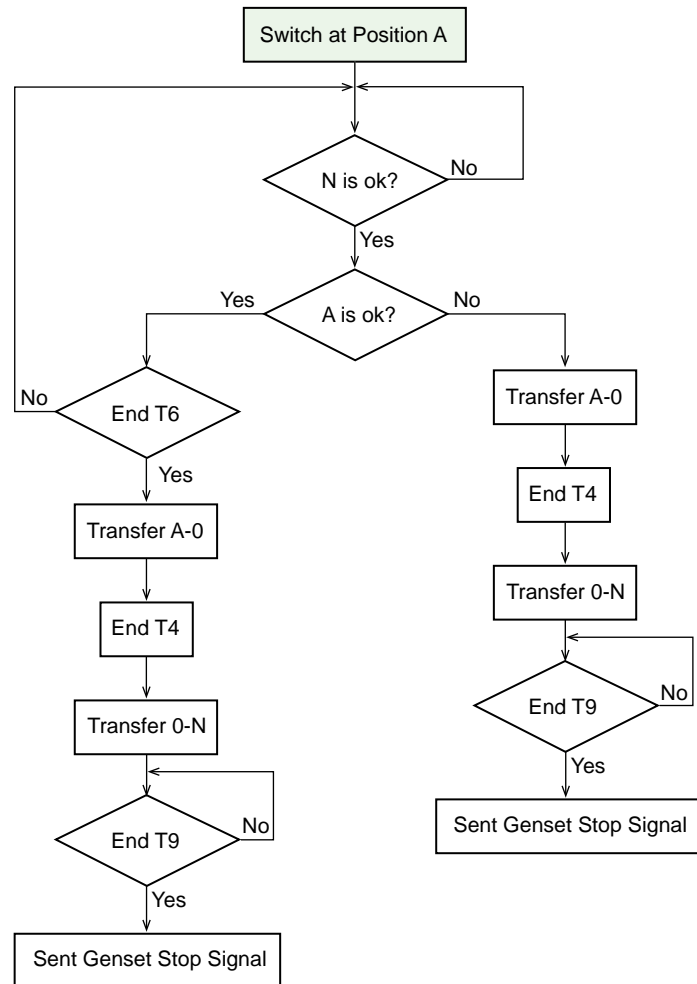 Switch at Position A
N is ok?
No
Yes
Yes
A is ok?
No
No
End T6
Yes
Transfer A-0
End T4
Transfer 0-N
End T9
No
Yes
Sent Genset Stop Signal
Transfer A-0
End T4
Transfer 0-N
End T9
No
Yes
Sent Genset Stop Signal